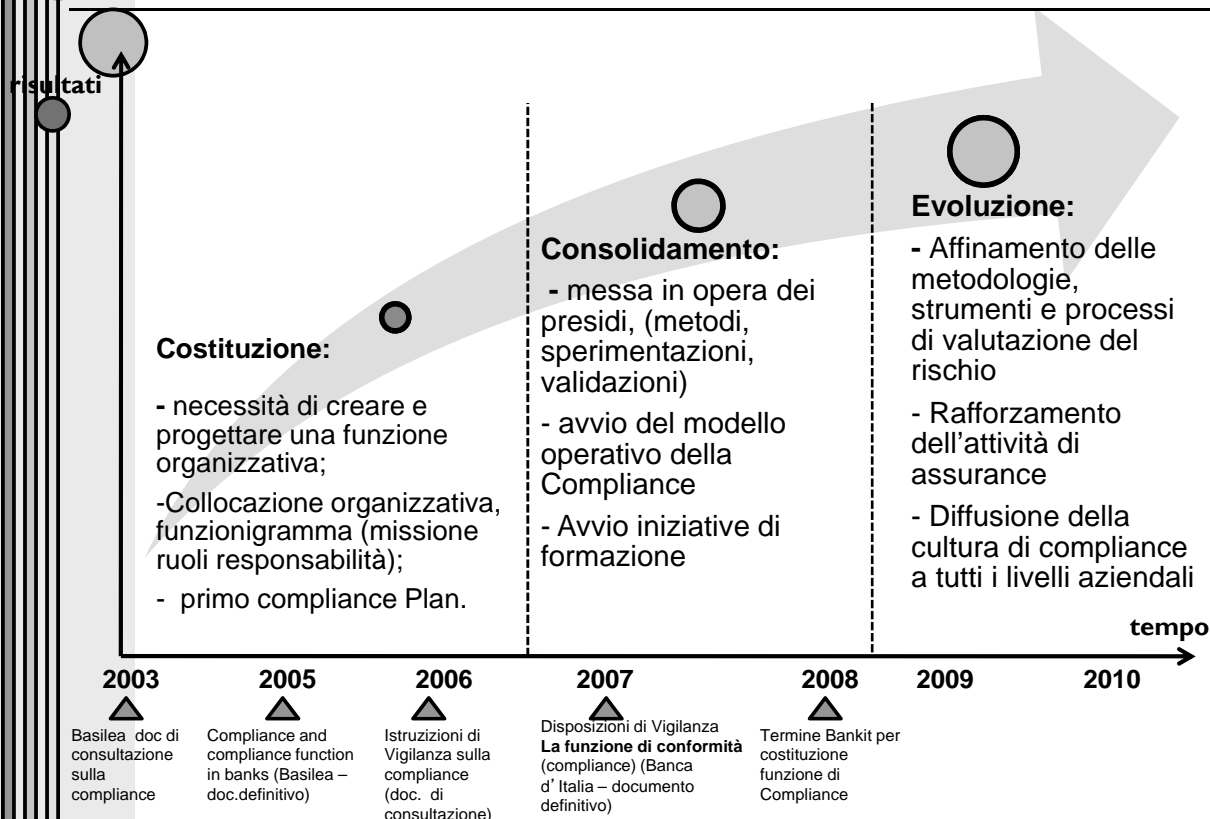 risultati
Costituzione:
- necessità di creare e
progettare una funzione
organizzativa;
-Collocazione organizzativa,
funzionigramma (missione
ruoli responsabilità);
- primo compliance Plan.
Consolidamento:
- messa in opera dei
presidi, (metodi,
sperimentazioni,
validazioni)
- avvio del modello
operativo della
Compliance
- Avvio iniziative di
formazione
Evoluzione:
- Affinamento delle
metodologie,
strumenti e processi
di valutazione del
rischio
- Rafforzamento
dell'attività di
assurance
- Diffusione della
cultura di compliance
a tutti i livelli aziendali
tempo
2003
2005
2006
2007
2008
2009
2010
Basilea doc di
consultazione
sulla
compliance
Compliance and
compliance function
in banks (Basilea –
doc.definitivo)
Istruzioni di
Vigilanza sulla
compliance
(doc. di
consultazione)
Disposizioni di Vigilanza
La funzione di conformità
(compliance) (Banca
d' Italia – documento
definitivo)
Termine Bankit per
costituzione
funzione di
Compliance